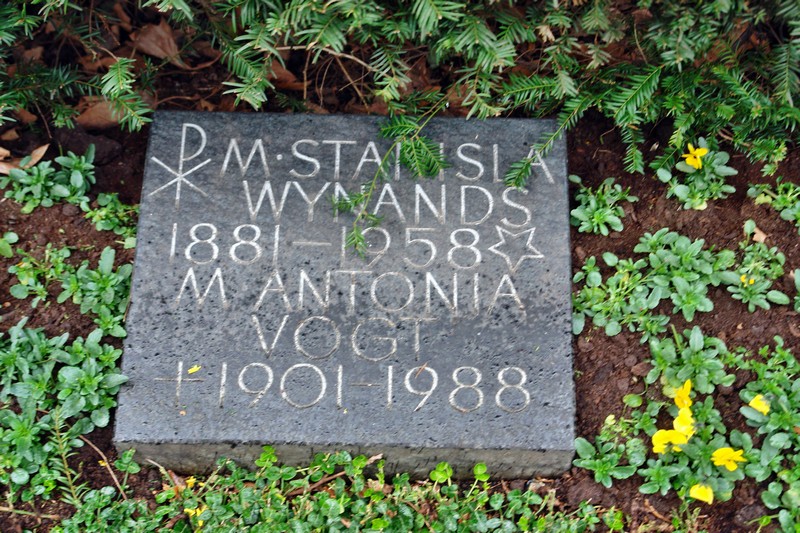 ☧ M·STANISLA
WYNANDS
1881–1958 ☆
M ANTONIA
VOGT
+ 1901–1988